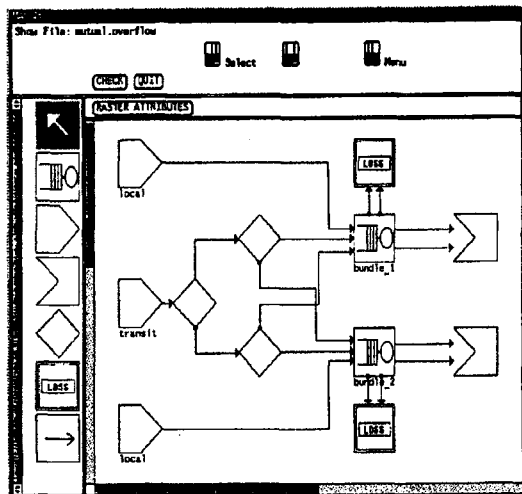 Show File: mutual.overflow
Select
Menu
CHECK QUIT
RASTER ATTRIBUTES
LOSS
local
bundle_1
transit
bundle_2
LOSS
LOSS
local